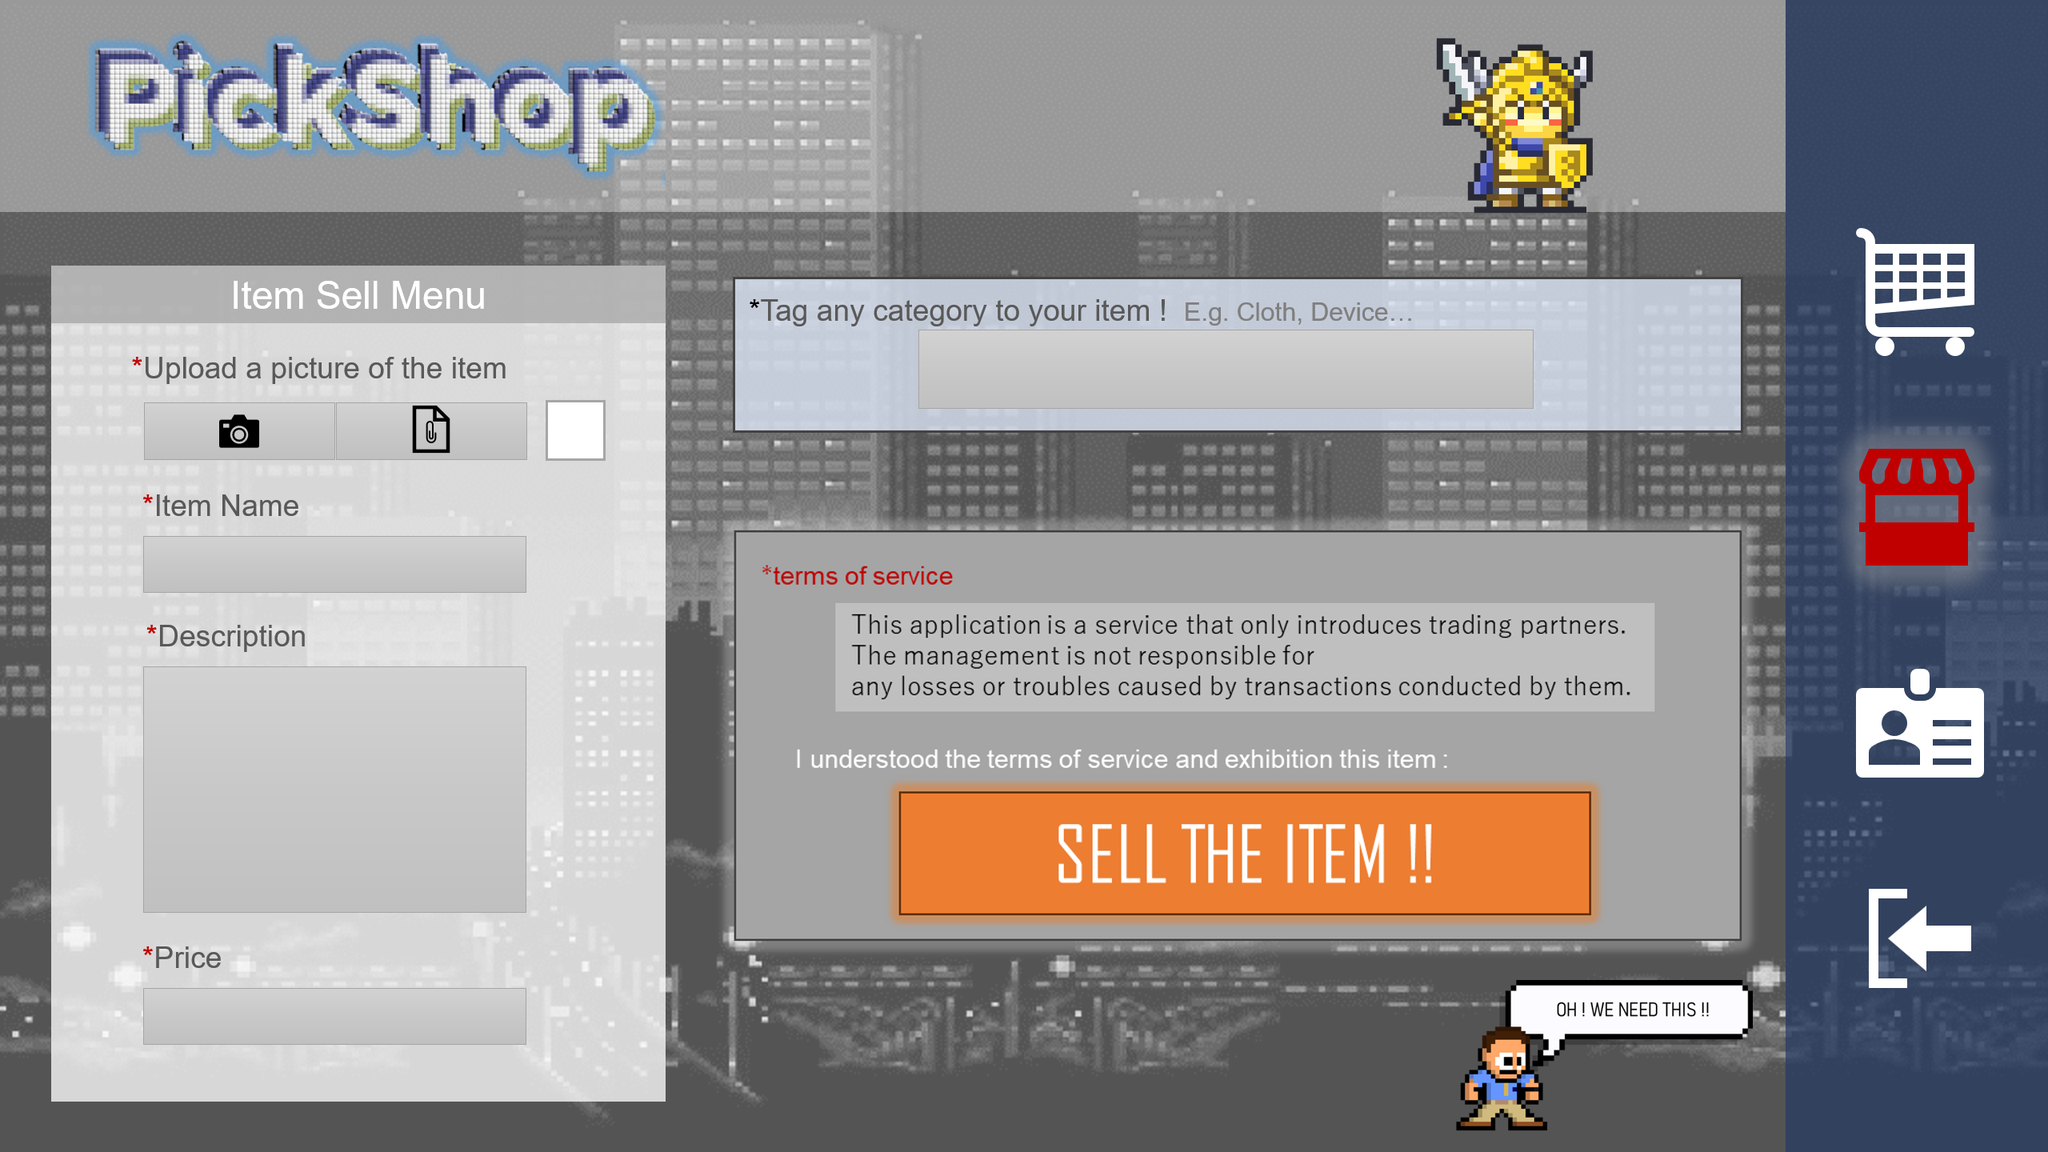 PickShop
Item Sell Menu
*Upload a picture of the item
*Item Name
*Description
*Price
*Tag any category to your item ! E.g. Cloth, Device…
*terms of service
This application is a service that only introduces trading partners.
The management is not responsible for
any losses or troubles caused by transactions conducted by them.
I understood the terms of service and exhibition this item :
SELL THE ITEM !!
OH ! WE NEED THIS !!